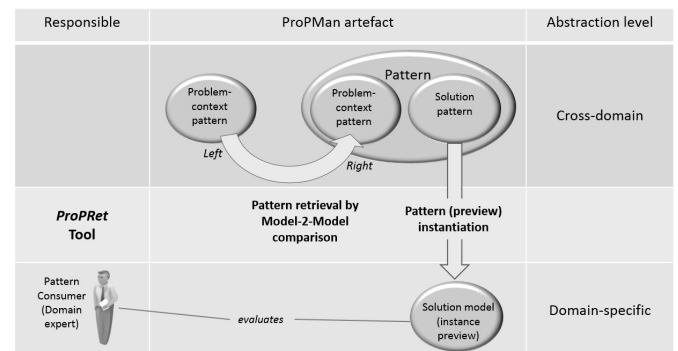 Responsible
ProPMan artefact
Abstraction level
Pattern
Problem-
context
pattern
Problem-
context
pattern
Solution
pattern
Cross-domain
Left
Right
ProPRet
Tool
Pattern retrieval by
Model-2-Model
comparison
Pattern (preview)
instantiation
Pattern
Consumer
(Domain
expert)
evaluates
Solution model
(instance
preview)
Domain-specific